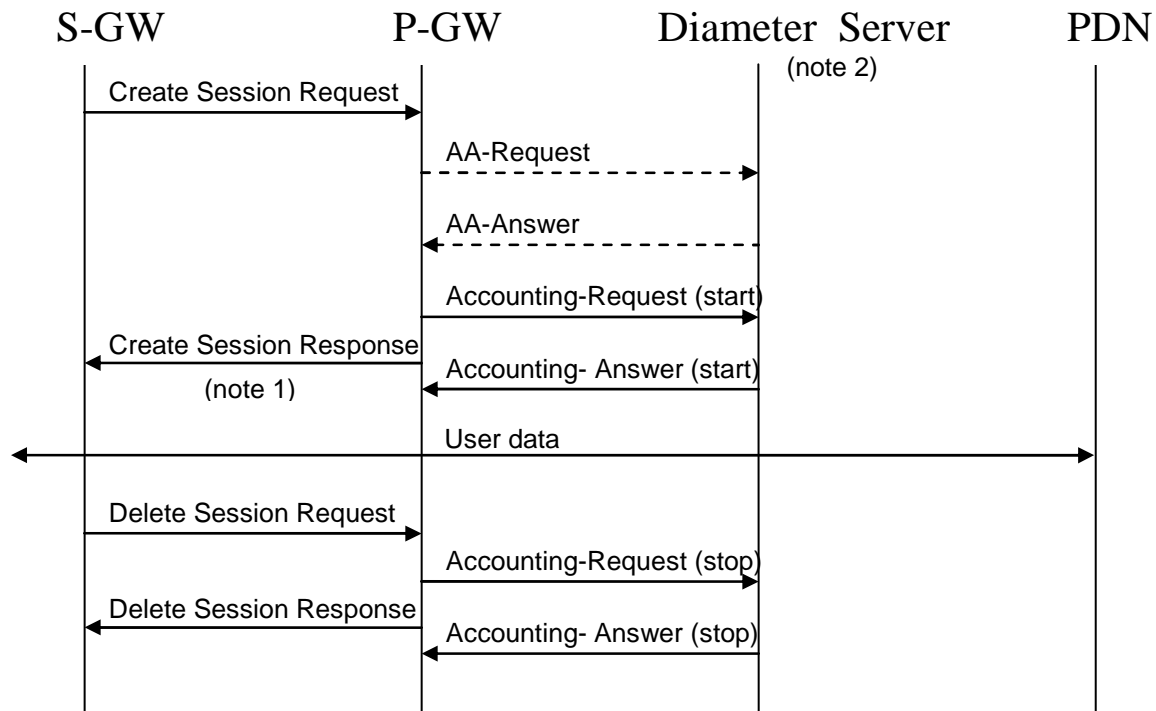 S-GW P-GW Diameter Server PDN
(note 2)
Create Session Request
AA-Request
AA-Answer
Accounting-Request (start)
Create Session Response
Accounting- Answer (start)
(note 1)
User data
Delete Session Request
Accounting-Request (stop)
Delete Session Response
Accounting- Answer (stop)